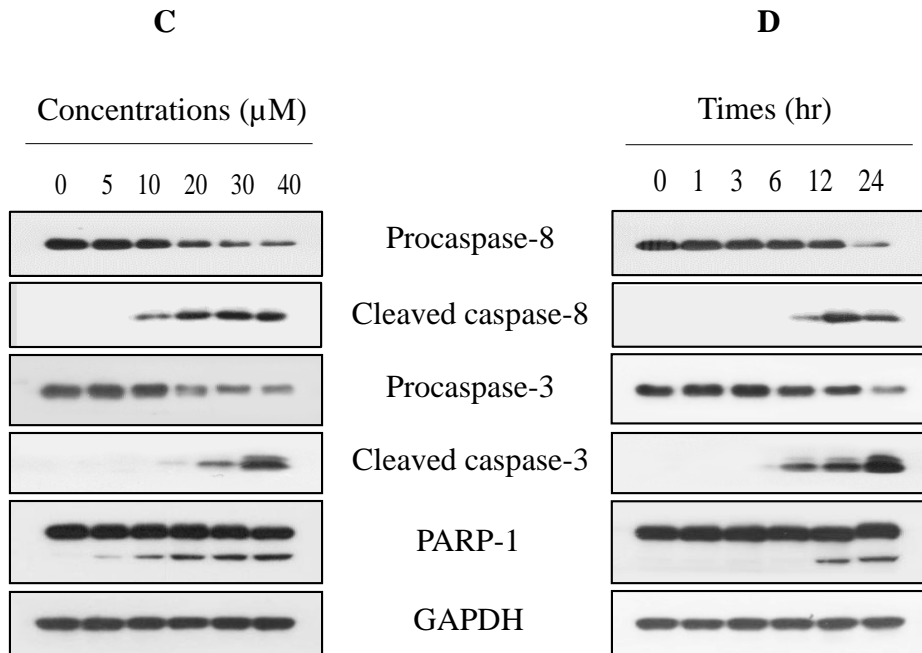 C D
Concentrations (µM) Times (hr)
0 5 10 20 30 40 0 1 3 6 12 24
Procaspase-8
Cleaved caspase-8
Procaspase-3
Cleaved caspase-3
PARP-1
GAPDH